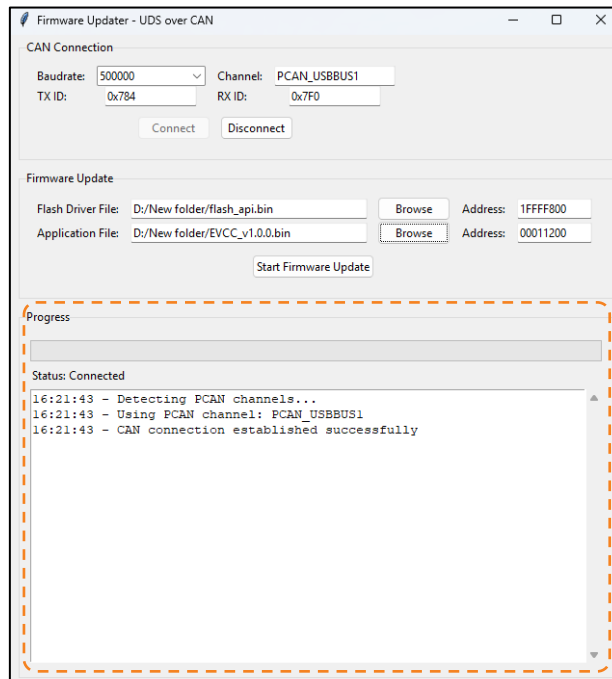 Firmware Updater - UDS over CAN
CAN Connection
Baudrate: 500000 Channel: PCAN_USBBUS1
TX ID: 0x784 RX ID: 0x7F0
Connect Disconnect
Firmware Update
Flash Driver File: D:/New folder/flash_api.bin Browse Address: 1FFFF800
Application File: D:/New folder/EVCC_v1.0.0.bin Browse Address: 00011200
Start Firmware Update
Progress
Status: Connected
16:21:43 - Detecting PCAN channels...
16:21:43 - Using PCAN channel: PCAN_USBBUS1
16:21:43 - CAN connection established successfully